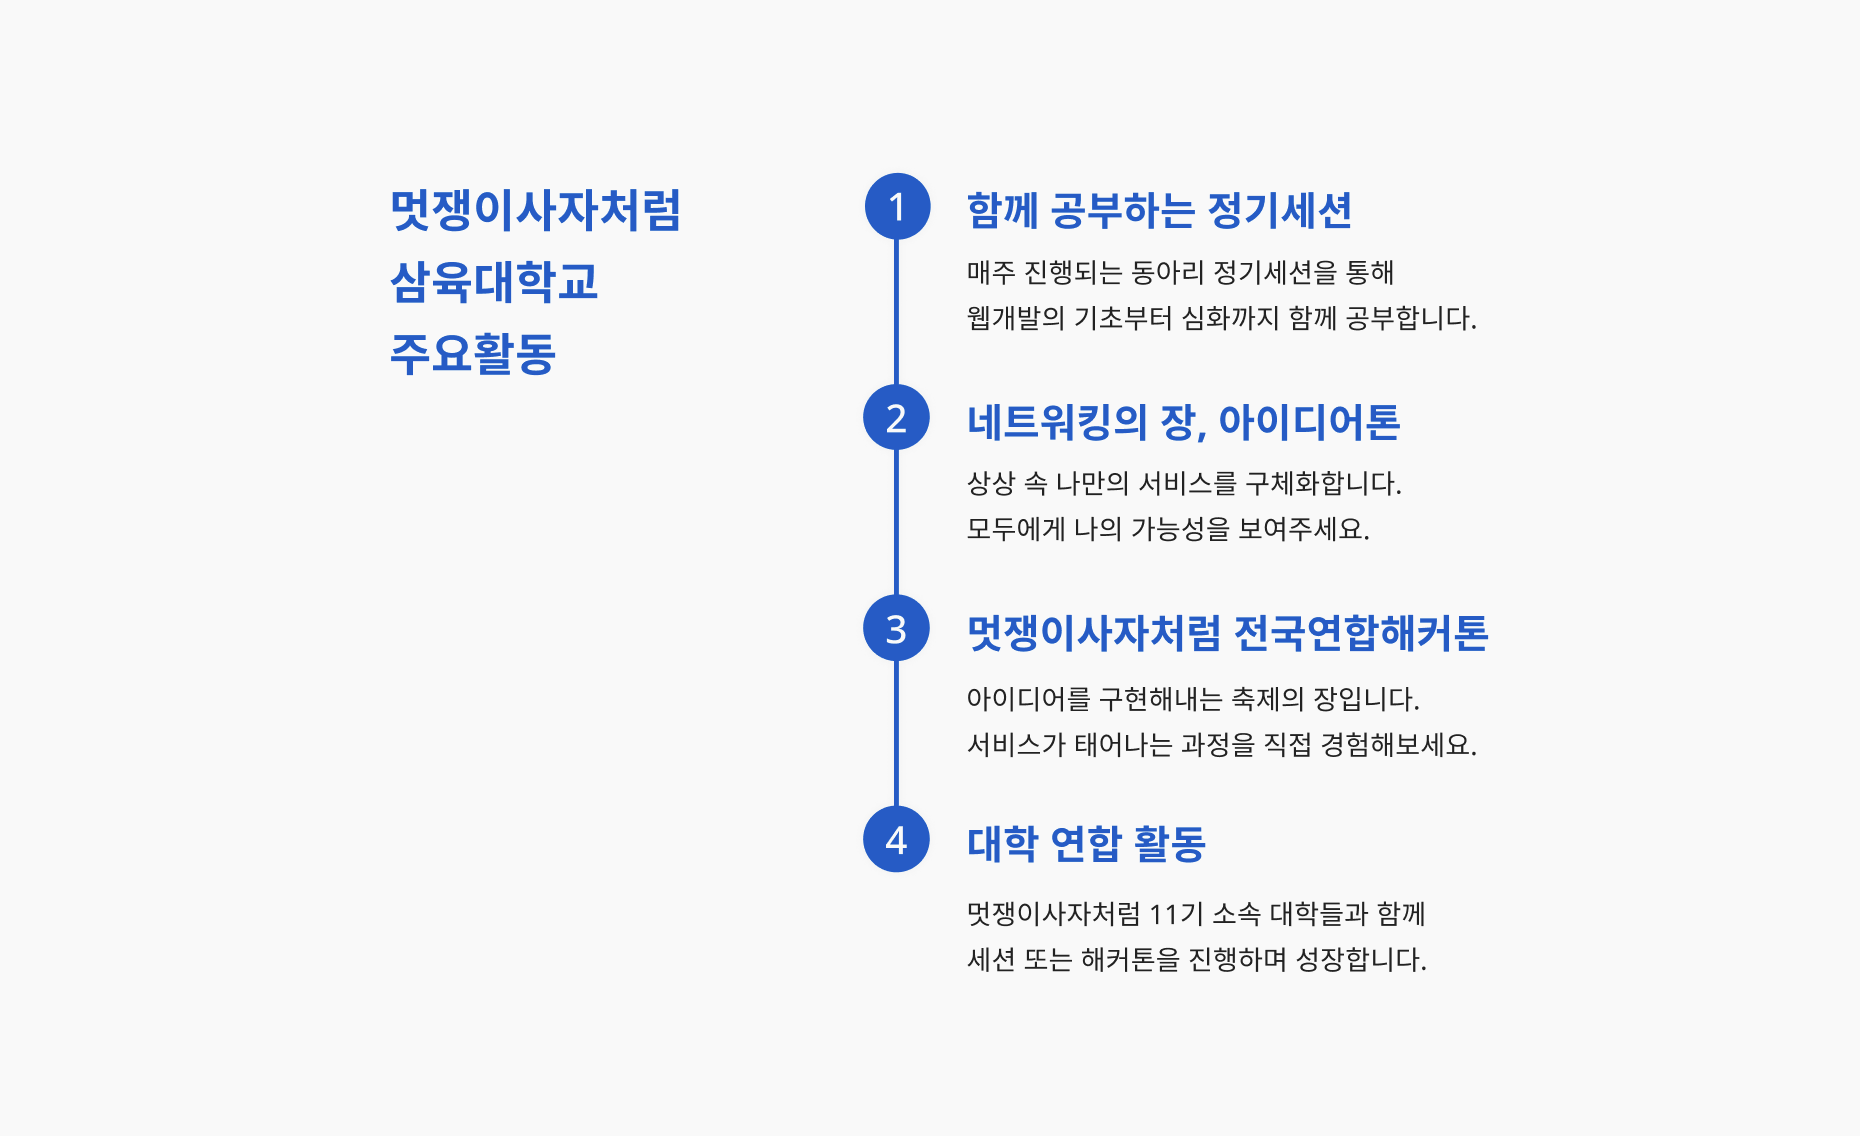 멋쟁이사자처럼
삼육대학교
주요활동
1
함께 공부하는 정기세션
매주 진행되는 동아리 정기세션을 통해
웹개발의 기초부터 심화까지 함께 공부합니다.
2
네트워킹의 장, 아이디어톤
상상 속 나만의 서비스를 구체화합니다.
모두에게 나의 가능성을 보여주세요.
3
멋쟁이사자처럼 전국연합해커톤
아이디어를 구현해내는 축제의 장입니다.
서비스가 태어나는 과정을 직접 경험해보세요.
4
대학 연합 활동
멋쟁이사자처럼 11기 소속 대학들과 함께
세션 또는 해커톤을 진행하며 성장합니다.